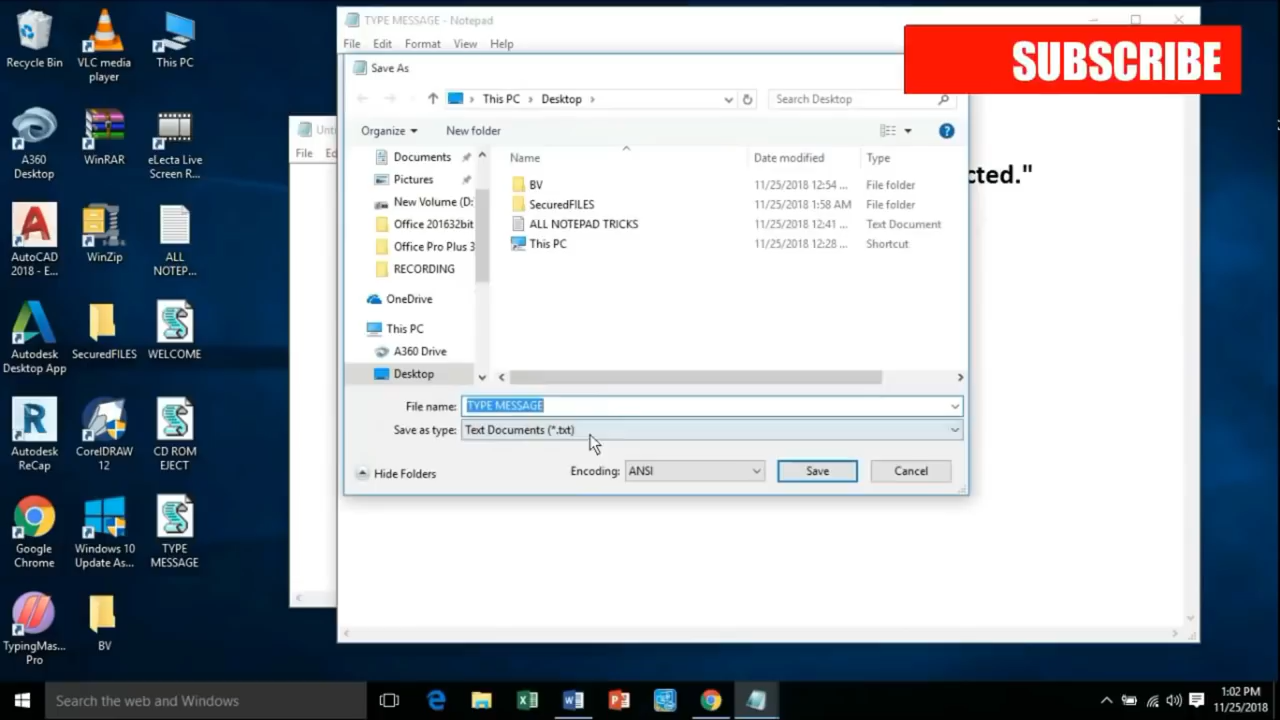 Recycle Bin
VLC media player
This PC
A360 Desktop
WinRAR
eLecta Live Screen R...
AutoCAD 2018 - E...
WinZip
ALL NOTEP...
Autodesk Desktop App
SecuredFILES
WELCOME
Autodesk ReCap
CorelDRAW 12
CD ROM EJECT
Google Chrome
Windows 10 Update As...
TYPE MESSAGE
TypingMas... Pro
BV
TYPE MESSAGE - Notepad
File Edit Format View Help
SUBSCRIBE
File
Save As
This PC Desktop
Search Desktop
Organize New folder
Documents
Pictures
New Volume (D:
Office 201632bit
Office Pro Plus 3
RECORDING
OneDrive
This PC
A360 Drive
Desktop
Name Date modified Type
BV 11/25/2018 12:54 ... File folder
SecuredFILES 11/25/2018 1:58 AM File folder
ALL NOTEPAD TRICKS 11/25/2018 12:41 ... Text Document
This PC 11/25/2018 12:28 ... Shortcut
cted."
File name: TYPE MESSAGE
Save as type: Text Documents (*.txt)
Hide Folders Encoding: ANSI Save Cancel
Search the web and Windows
1:02 PM
11/25/2018